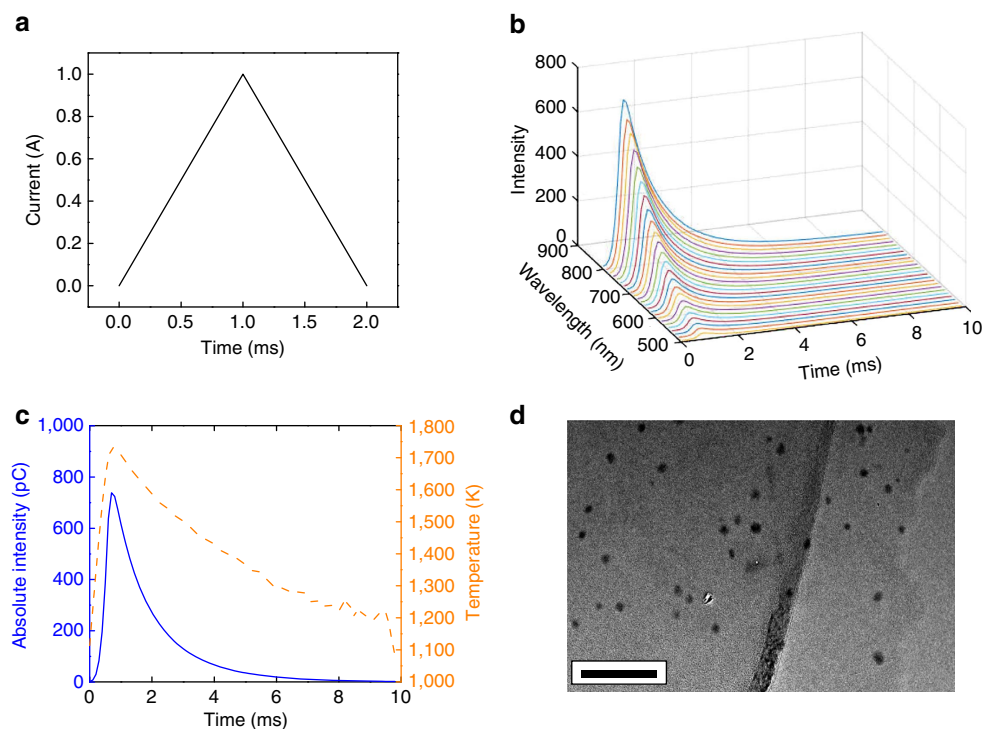 a
1.0
0.8
0.6
0.4
0.2
0.0
Current (A)
0.0 0.5 1.0 1.5 2.0
Time (ms)
b
800
600
400
200
0
Intensity
900
800
700
600
500
Wavelength (nm)
0 2 4 6 8 10
Time (ms)
c
1,000
800
600
400
200
0
Absolute intensity (pC)
1,800
1,700
1,600
1,500
1,400
1,300
1,200
1,100
1,000
Temperature (K)
0 2 4 6 8 10
Time (ms)
d